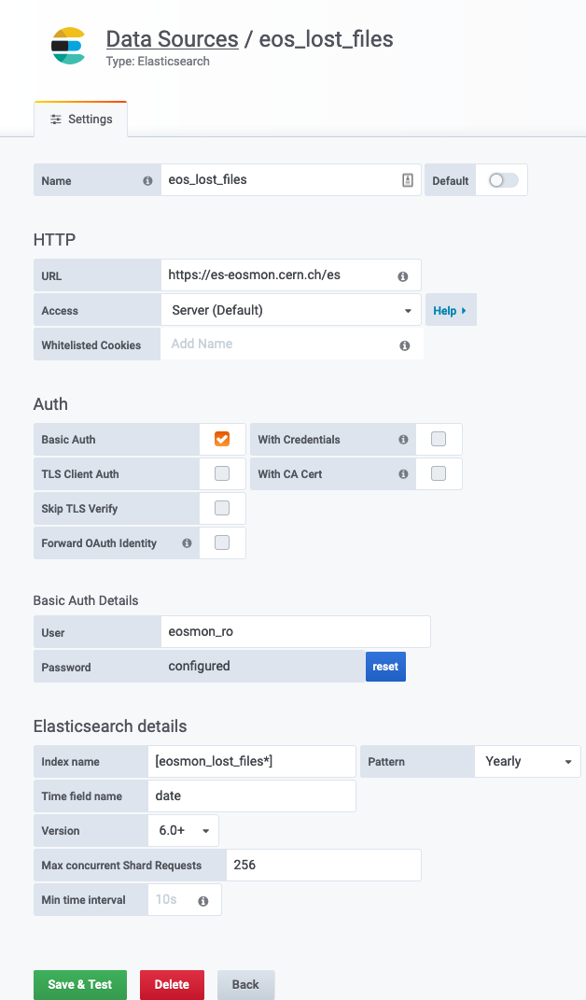 Data Sources / eos_lost_files
Type: Elasticsearch
Settings
Name eos_lost_files Default
HTTP
URL https://es-eosmon.cern.ch/es
Access Server (Default) Help
Whitelisted Cookies Add Name
Auth
Basic Auth With Credentials
TLS Client Auth With CA Cert
Skip TLS Verify
Forward OAuth Identity
Basic Auth Details
User eosmon_ro
Password configured reset
Elasticsearch details
Index name [eosmon_lost_files*] Pattern Yearly
Time field name date
Version 6.0+
Max concurrent Shard Requests 256
Min time interval 10s
Save & Test Delete Back